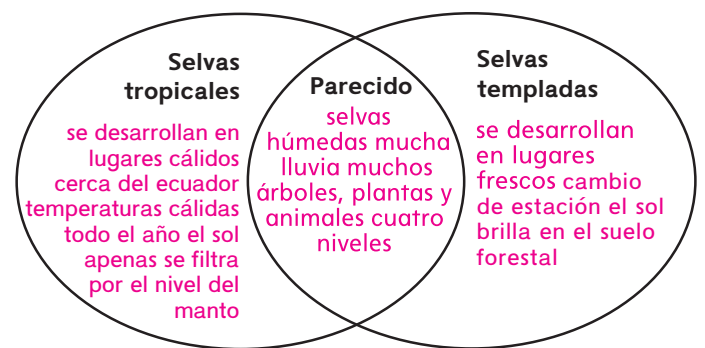 Selvas
tropicales
se desarrollan en
lugares cálidos
cerca del ecuador
temperaturas cálidas
todo el año el sol
apenas se filtra
por el nivel del
manto
Parecido
selvas
húmedas mucha
lluvia muchos
árboles, plantas y
animales cuatro
niveles
Selvas
templadas
se desarrollan
en lugares
frescos cambio
de estación el sol
brilla en el suelo
forestal